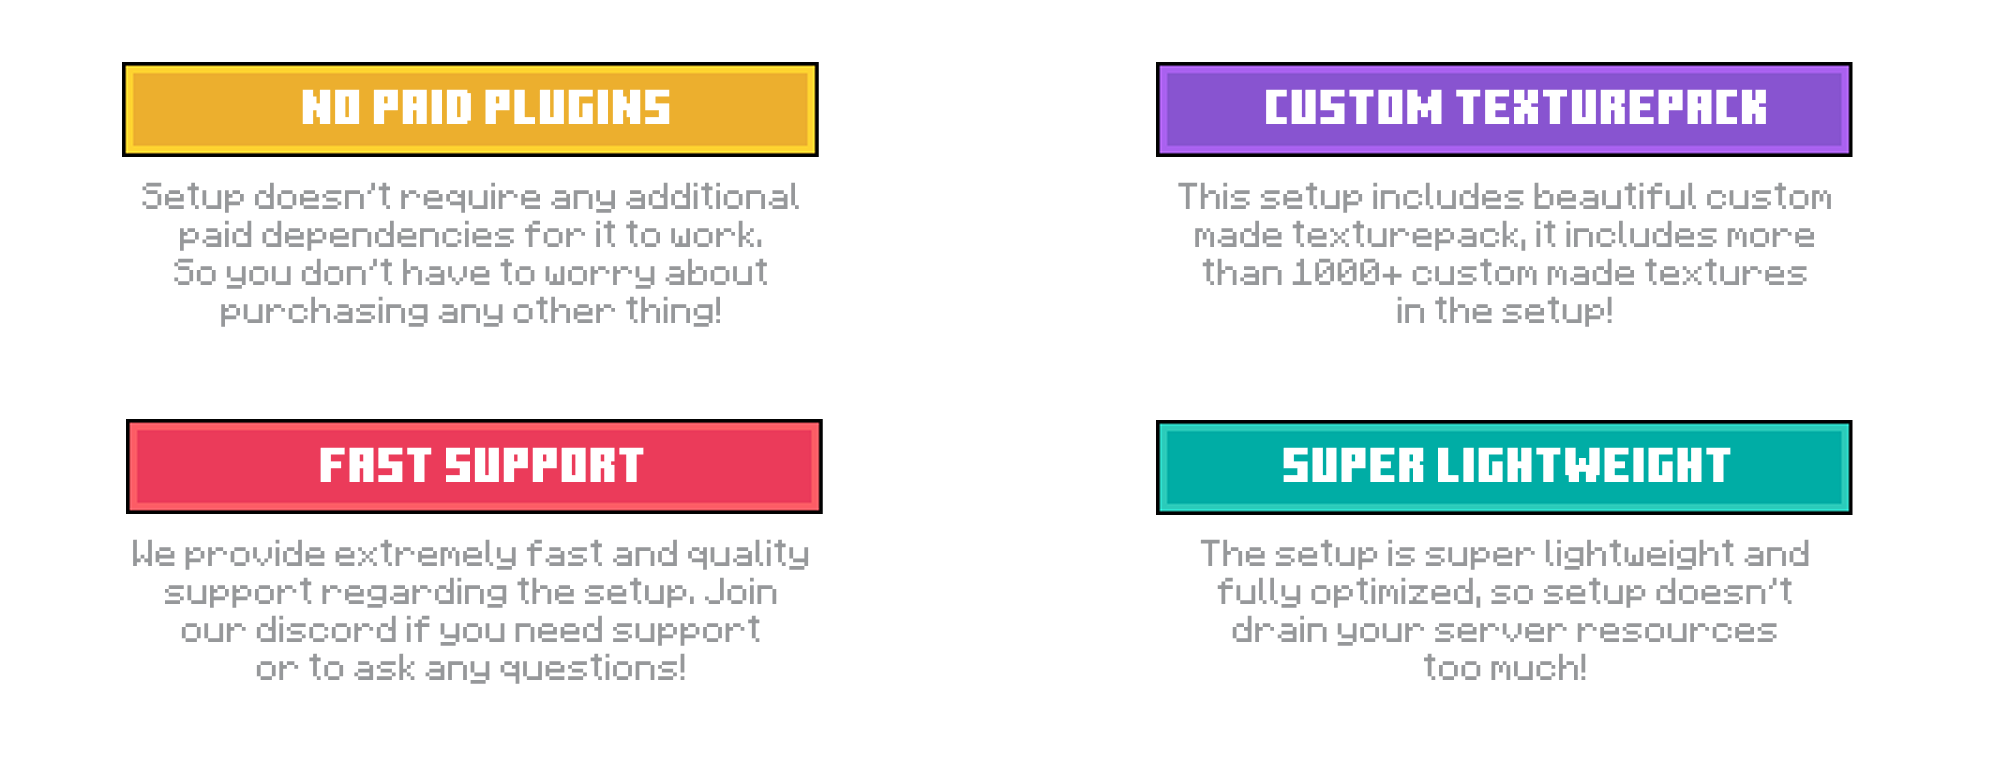 NO PAID PLUGINS
Setup doesn't require any additional
paid dependencies for it to work.
So you don't have to worry about
purchasing any other thing!
CUSTOM TEXTUREPACK
This setup includes beautiful custom
made texturepack, it includes more
than 1000+ custom made textures
in the setup!
FAST SUPPORT
We provide extremely fast and quality
support regarding the setup. Join
our discord if you need support
or to ask any questions!
SUPER LIGHTWEIGHT
The setup is super lightweight and
fully optimized, so setup doesn't
drain your server resources
too much!